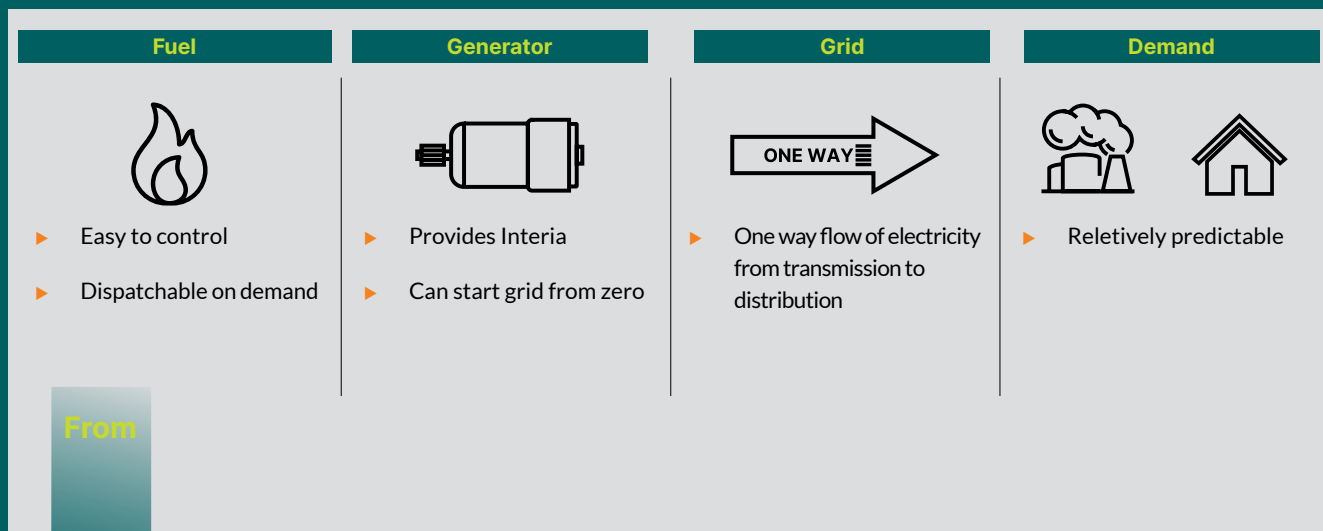 Fuel
Generator
Grid
Demand
ONE WAY
Easy to control
Dispatchable on demand
Provides Interia
Can start grid from zero
One way flow of electricity
from transmission to
distribution
Reletively predictable
From